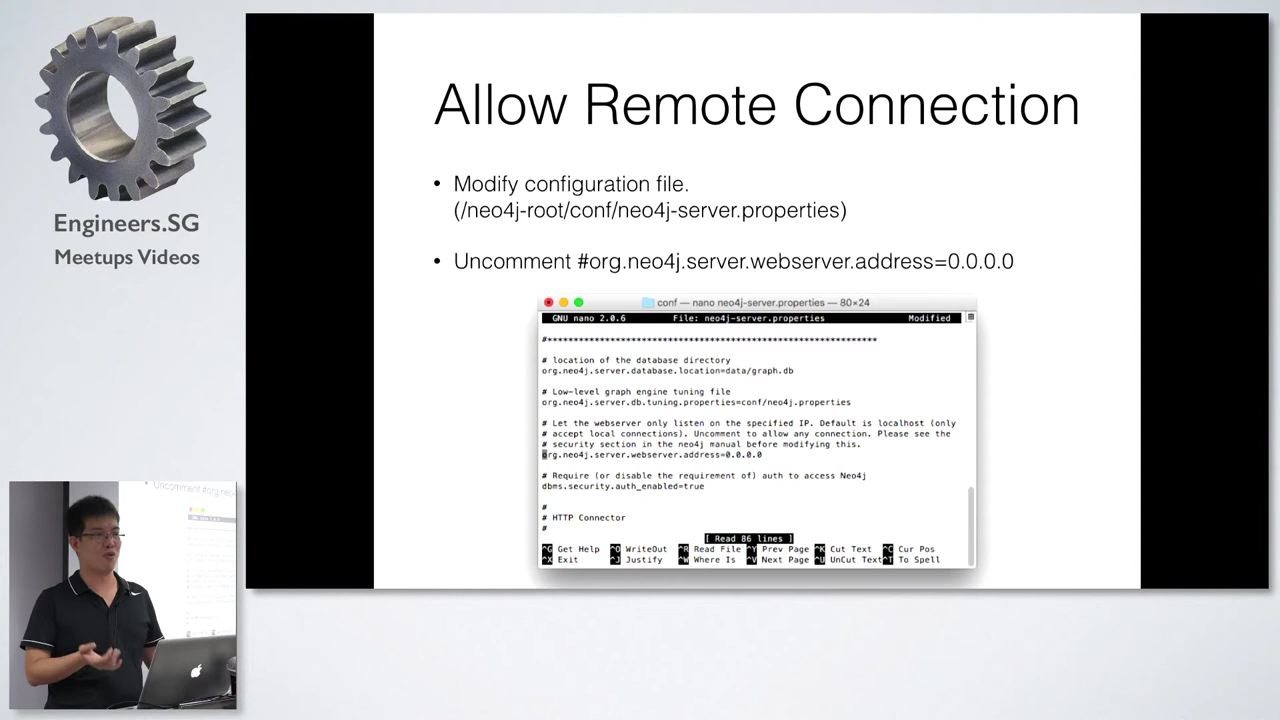 Engineers.SG
Meetups Videos
Allow Remote Connection
• Modify configuration file.
(/neo4j-root/conf/neo4j-server.properties)
• Uncomment #org.neo4j.server.webserver.address=0.0.0.0
conf — nano neo4j-server.properties — 80×24
GNU nano 2.0.6 File: neo4j-server.properties Modified
#***************************************************************
# location of the database directory
org.neo4j.server.database.location=data/graph.db
# Low-level graph engine tuning file
org.neo4j.server.db.tuning.properties=conf/neo4j.properties
# Let the webserver only listen on the specified IP. Default is localhost (only
# accept local connections). Uncomment to allow any connection. Please see the
# security section in the neo4j manual before modifying this.
org.neo4j.server.webserver.address=0.0.0.0
# Require (or disable the requirement of) auth to access Neo4j
dbms.security.auth_enabled=true
#
# HTTP Connector
#
[ Read 86 lines ]
^G Get Help ^O WriteOut ^R Read File ^Y Prev Page ^K Cut Text ^C Cur Pos
^X Exit ^J Justify ^W Where Is ^V Next Page ^U UnCut Text ^T To Spell
Uncomment #org.neo4